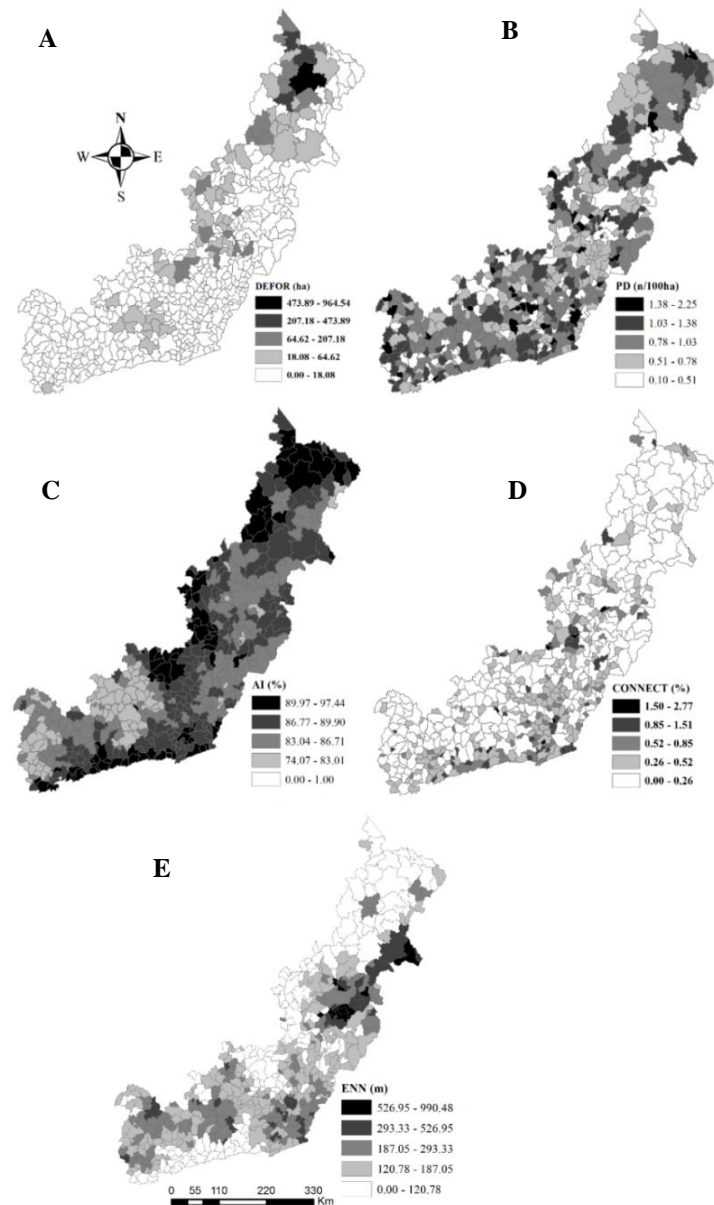 A
B
N
W E
S
DEFOR (ha)
473.89 - 964.54
207.18 - 473.89
64.62 - 207.18
18.08 - 64.62
0.00 - 18.08
PD (n/100ha)
1.38 - 2.25
1.03 - 1.38
0.78 - 1.03
0.51 - 0.78
0.10 - 0.51
C
D
AI (%)
89.97 - 97.44
86.77 - 89.90
83.04 - 86.71
74.07 - 83.01
0.00 - 1.00
CONNECT (%)
1.50 - 2.77
0.85 - 1.51
0.52 - 0.85
0.26 - 0.52
0.00 - 0.26
E
ENN (m)
526.95 - 990.48
293.33 - 526.95
187.05 - 293.33
120.78 - 187.05
0.00 - 120.78
0 55 110 220 330
Km